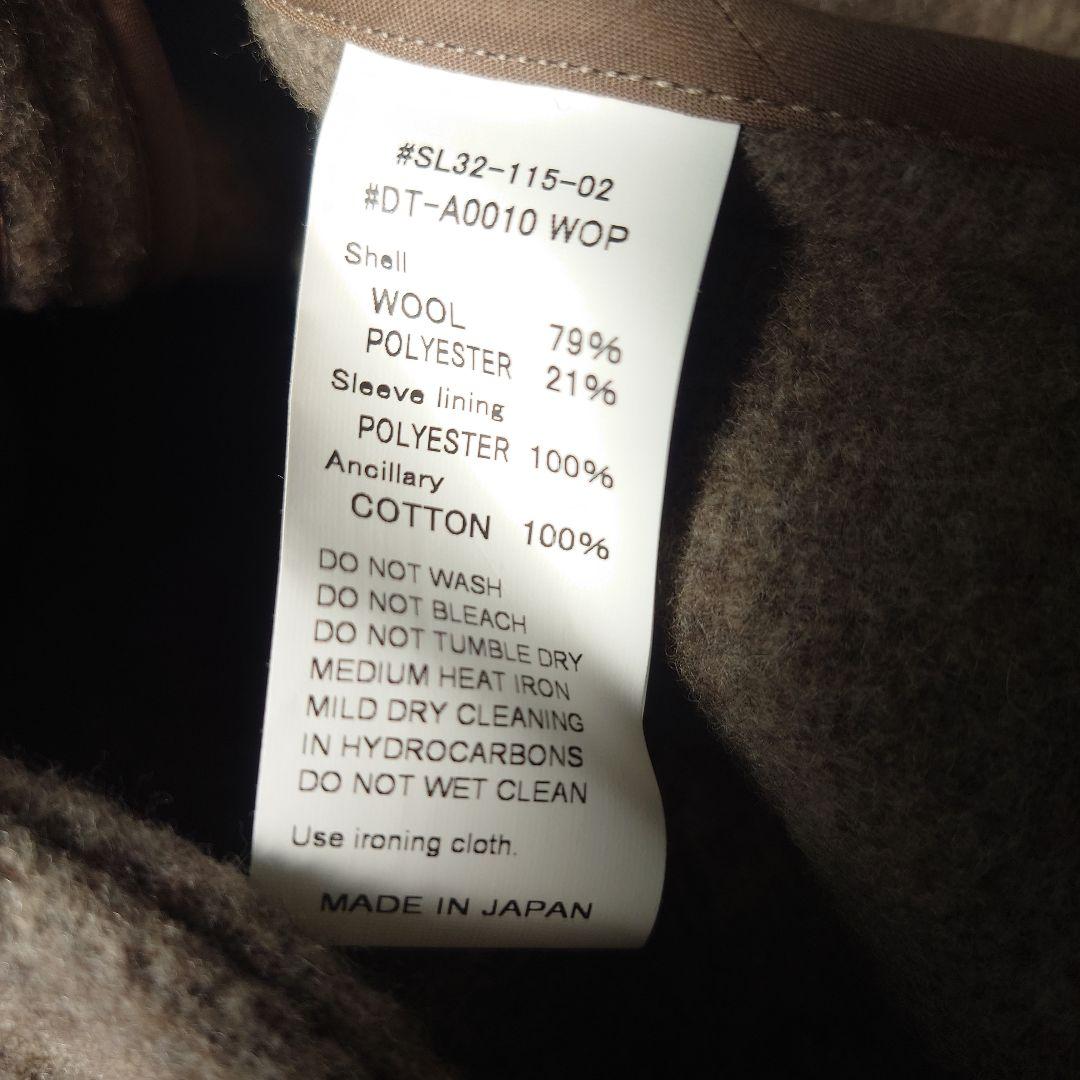 #SL32-115-02
#DT-A0010 WOP
Shell
WOOL 79%
POLYESTER 21%
Sleeve lining
POLYESTER 100%
Ancillary
COTTON 100%
DO NOT WASH
DO NOT BLEACH
DO NOT TUMBLE DRY
MEDIUM HEAT IRON
MILD DRY CLEANING
IN HYDROCARBONS
DO NOT WET CLEAN
Use ironing cloth.
MADE IN JAPAN